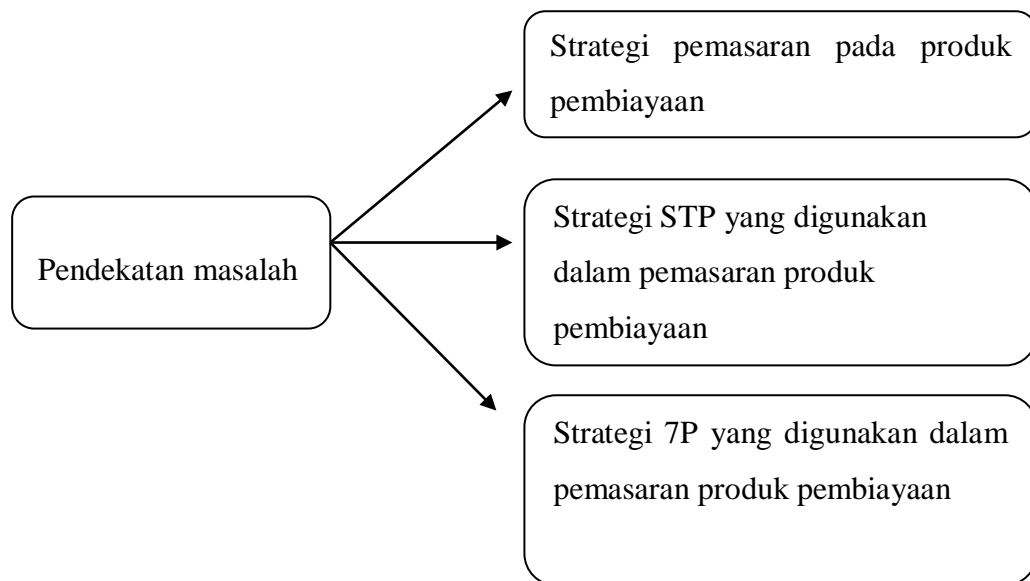 Strategi pemasaran pada produk
pembiayaan
Pendekatan masalah
Strategi STP yang digunakan
dalam pemasaran produk
pembiayaan
Strategi 7P yang digunakan dalam
pemasaran produk pembiayaan